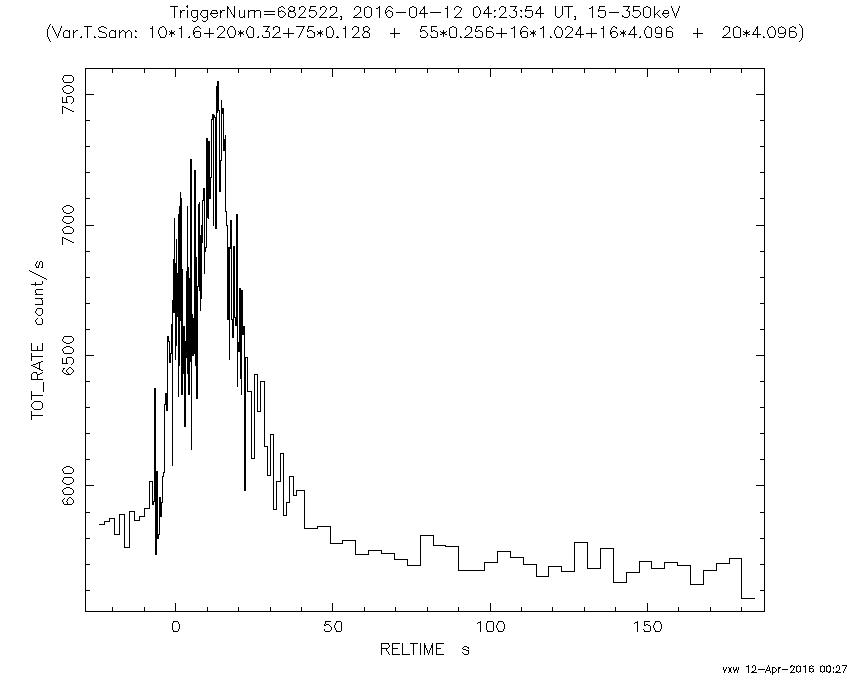 TriggerNum=682522, 2016-04-12 04:23:54 UT, 15-350keV
(Var.T.Sam: 10*1.6+20*0.32+75*0.128 + 55*0.256+16*1.024+16*4.096 + 20*4.096)
7500
7000
6500
6000
TOT_RATE count/s
0 50 100 150
RELTIME s
vxw 12-Apr-2016 00:27